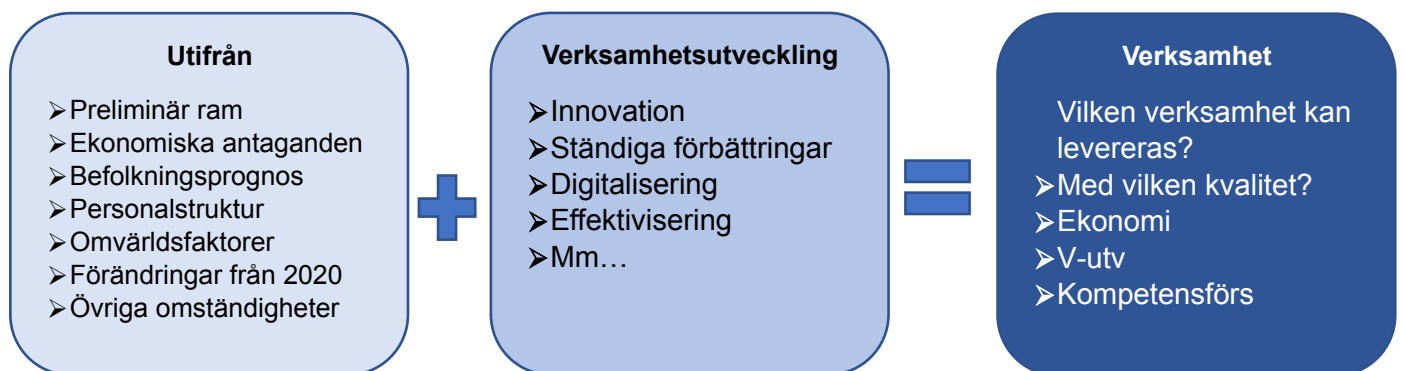 Utifrån
➢Preliminär ram
➢Ekonomiska antaganden
➢Befolkningsprognos
➢Personalstruktur
➢Omvärldsfaktorer
➢Förändringar från 2020
➢Övriga omständigheter
Verksamhetsutveckling
➢Innovation
➢Ständiga förbättringar
➢Digitalisering
➢Effektivisering
➢Mm…
Verksamhet
Vilken verksamhet kan
levereras?
➢Med vilken kvalitet?
➢Ekonomi
➢V-utv
➢Kompetensförs